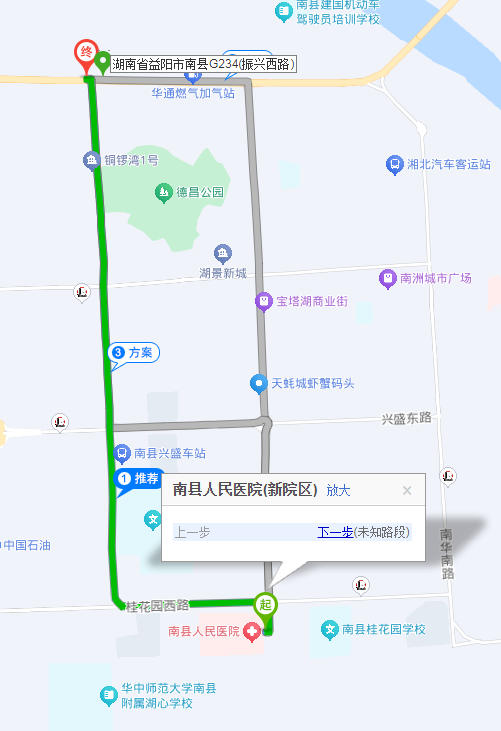 南县建国机动车
驾驶员培训学校
终
湖南省益阳市南县G234(振兴西路)
华通燃气加气站
铜锣湾1号
湘北汽车客运站
德昌公园
湖景新城
南洲城市广场
宝塔湖商业街
3 方案
天蚝城虾蟹码头
兴盛东路
南县兴盛车站
1 推荐
南县人民医院(新院区) 放大 ×
上一步 下一步(未知路段)
中国石油
南华南路
桂花园西路
起
南县人民医院
南县桂花园学校
华中师范大学南县
附属湖心学校